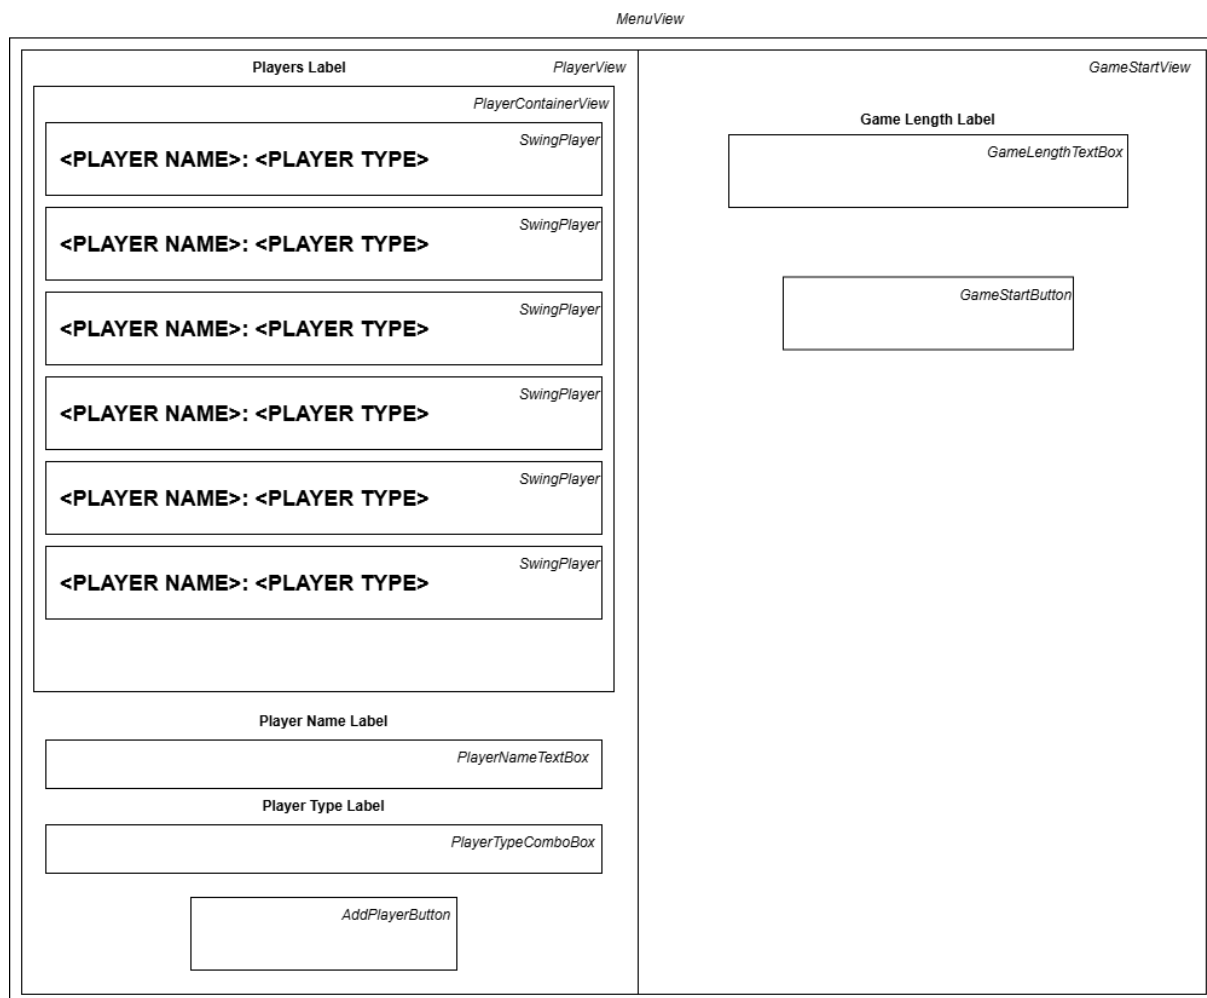 MenuView
Players Label
PlayerView
PlayerContainerView
SwingPlayer
<PLAYER NAME>: <PLAYER TYPE>
SwingPlayer
<PLAYER NAME>: <PLAYER TYPE>
SwingPlayer
<PLAYER NAME>: <PLAYER TYPE>
SwingPlayer
<PLAYER NAME>: <PLAYER TYPE>
SwingPlayer
<PLAYER NAME>: <PLAYER TYPE>
SwingPlayer
<PLAYER NAME>: <PLAYER TYPE>
Player Name Label
PlayerNameTextBox
Player Type Label
PlayerTypeComboBox
AddPlayerButton
GameStartView
Game Length Label
GameLengthTextBox
GameStartButton